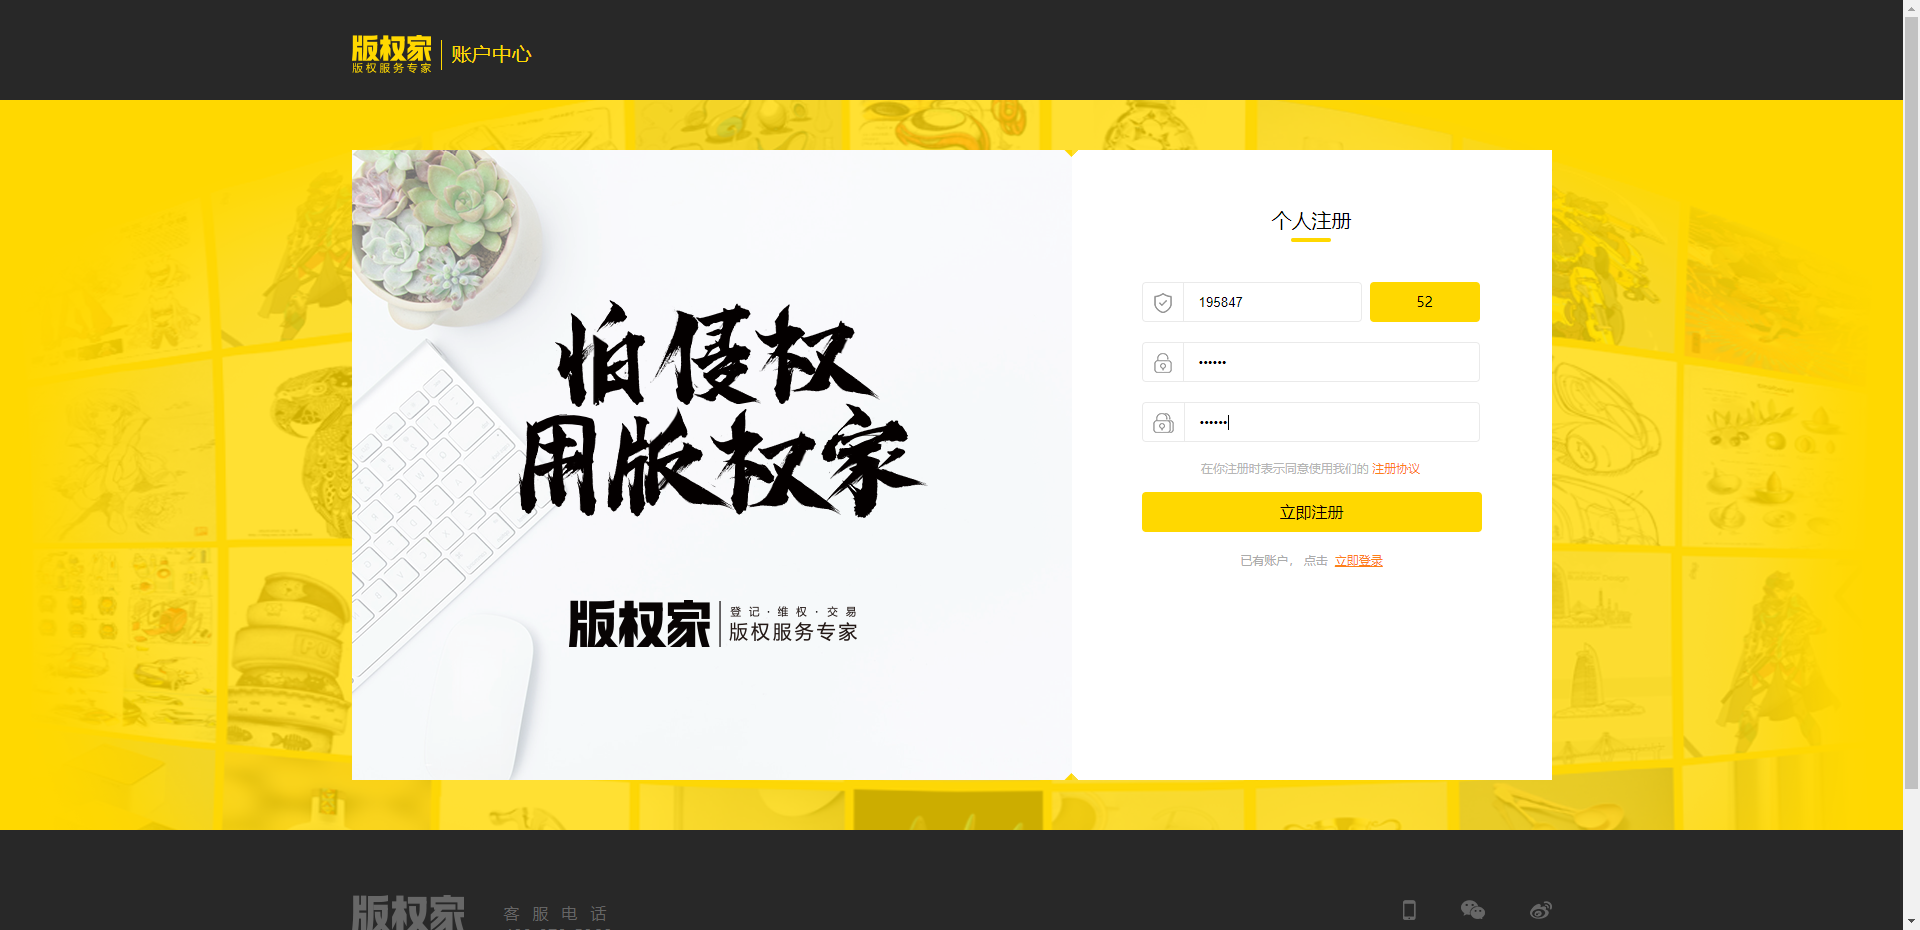 版权家
版权服务专家
账户中心
怕侵权
用版权家
版权家
登记·维权·交易
版权服务专家
个人注册
195847
52
••••••
••••••
在你注册时表示同意使用我们的 注册协议
立即注册
已有账户， 点击 立即登录
版权家
客服电话